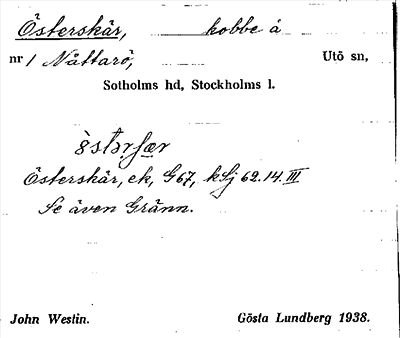 Österskär, kobbe å
nr 1 Nåttarö, Utö sn,
Sotholms hd, Stockholms l.
Österskär, ek, G67, kSj 62.14.III
Se även Gränn.
John Westin. Gösta Lundberg 1938.